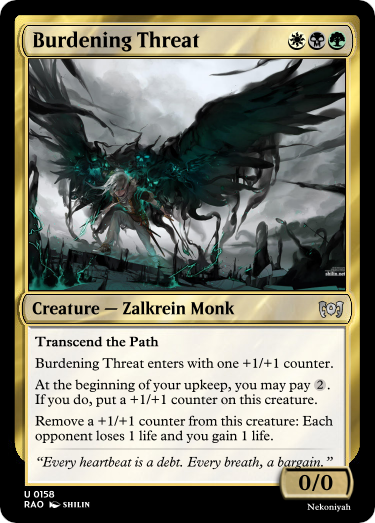 Burdening Threat
shilin.net
Creature — Zalkrein Monk
Transcend the Path
Burdening Threat enters with one +1/+1 counter.
At the beginning of your upkeep, you may pay 2.
If you do, put a +1/+1 counter on this creature.
Remove a +1/+1 counter from this creature: Each
opponent loses 1 life and you gain 1 life.
“Every heartbeat is a debt. Every breath, a bargain.”
0/0
U 0158
RAO SHILIN
Nekoniyah